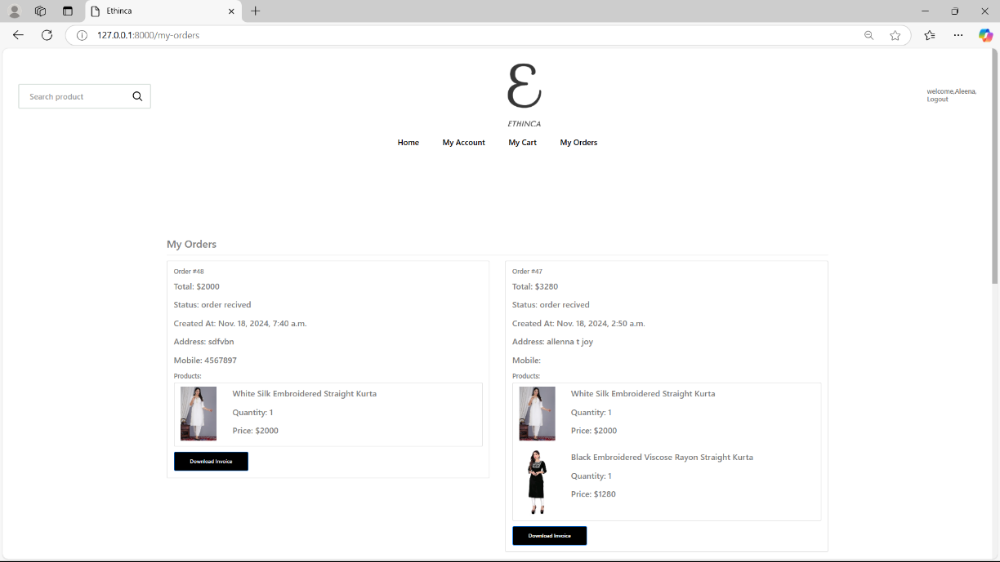 Ethinca
127.0.0.1:8000/my-orders
Search product
ε
ETHINCA
welcome,Aleena,
Logout
Home My Account My Cart My Orders
My Orders
Order #48
Total: $2000
Status: order recived
Created At: Nov. 18, 2024, 7:40 a.m.
Address: sdfvbn
Mobile: 4567897
Products:
White Silk Embroidered Straight Kurta
Quantity: 1
Price: $2000
Download Invoice
Order #47
Total: $3280
Status: order recived
Created At: Nov. 18, 2024, 2:50 a.m.
Address: allenna t joy
Mobile:
Products:
White Silk Embroidered Straight Kurta
Quantity: 1
Price: $2000
Black Embroidered Viscose Rayon Straight Kurta
Quantity: 1
Price: $1280
Download Invoice